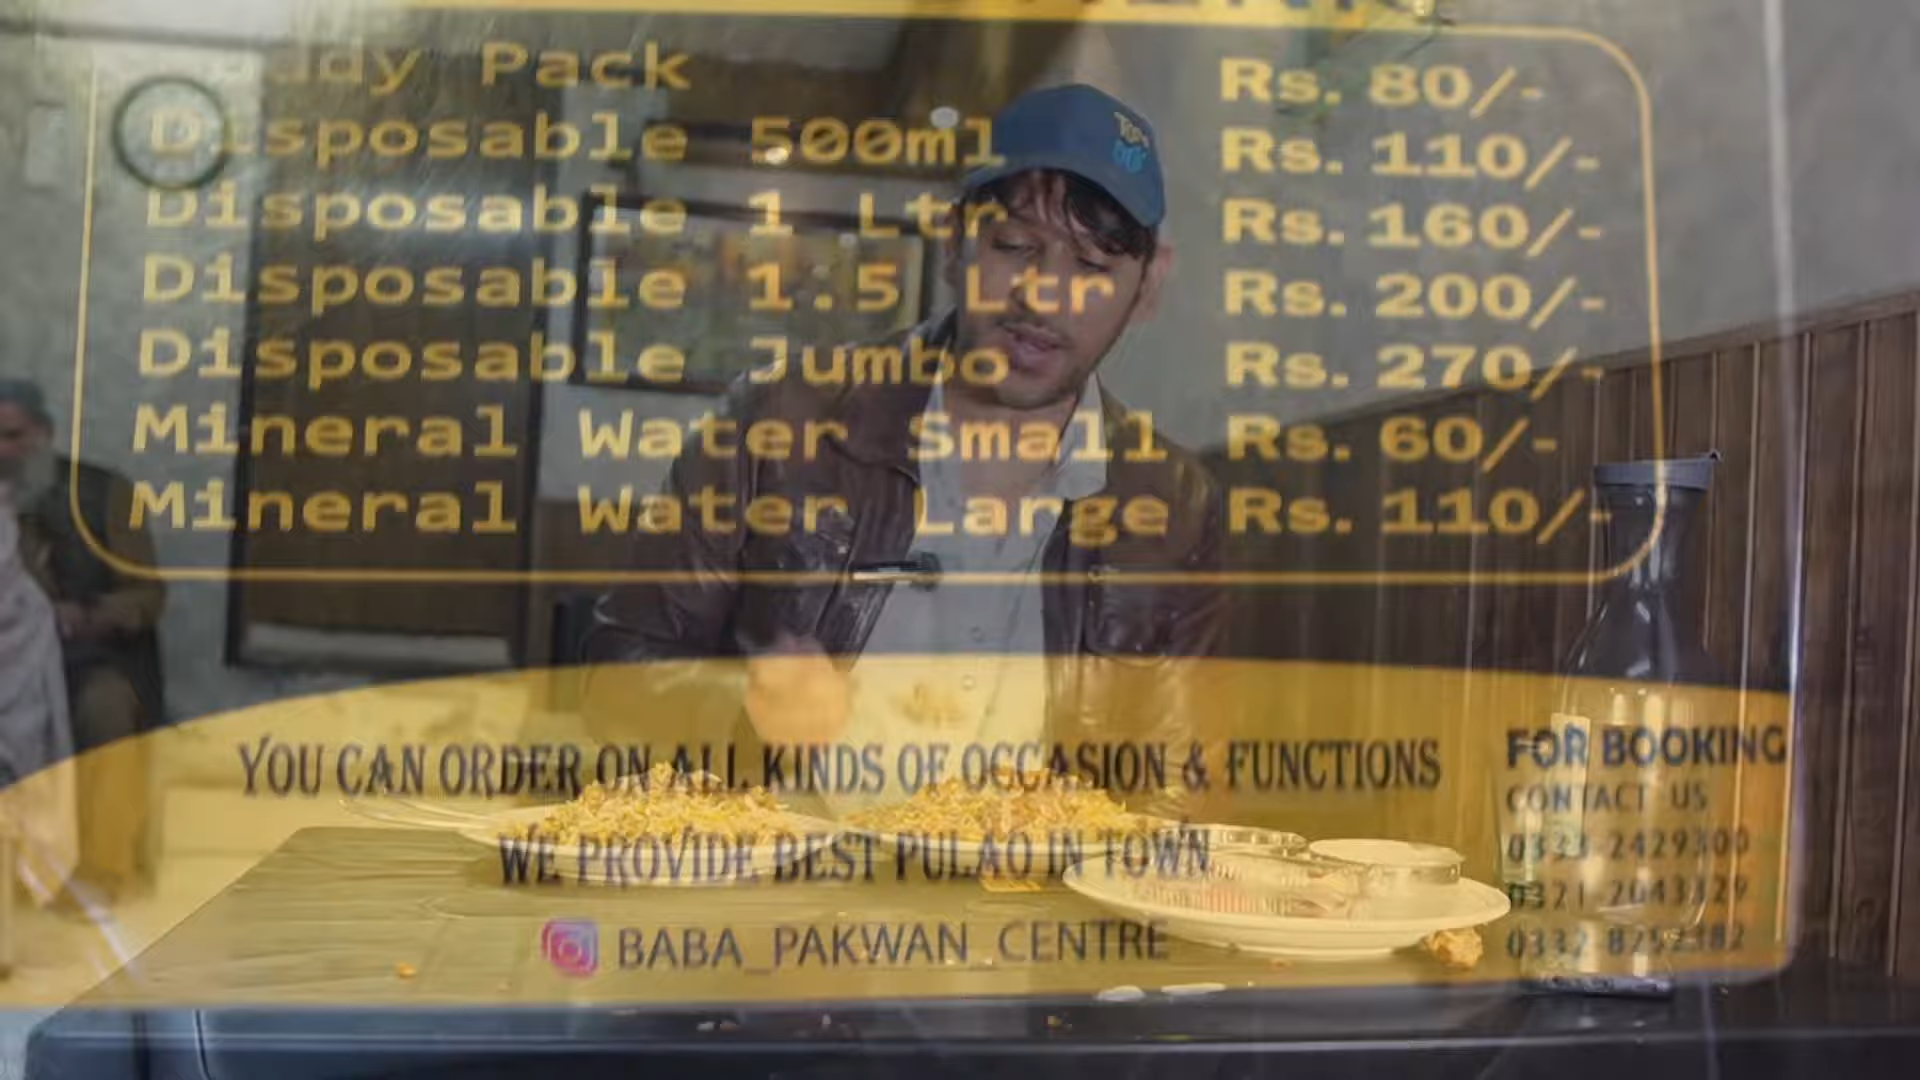 Pack Rs. 80/-
Disposable 500ml Rs. 110/-
Disposable 1 Ltr Rs. 160/-
Disposable 1.5 Ltr Rs. 200/-
Disposable Jumbo Rs. 270/-
Mineral Water Small Rs. 60/-
Mineral Water Large Rs. 110/-
YOU CAN ORDER ON ALL KINDS OF OCCASION & FUNCTIONS
WE PROVIDE BEST PULAO IN TOWN
BABA_PAKWAN_CENTRE
FOR BOOKING
CONTACT US